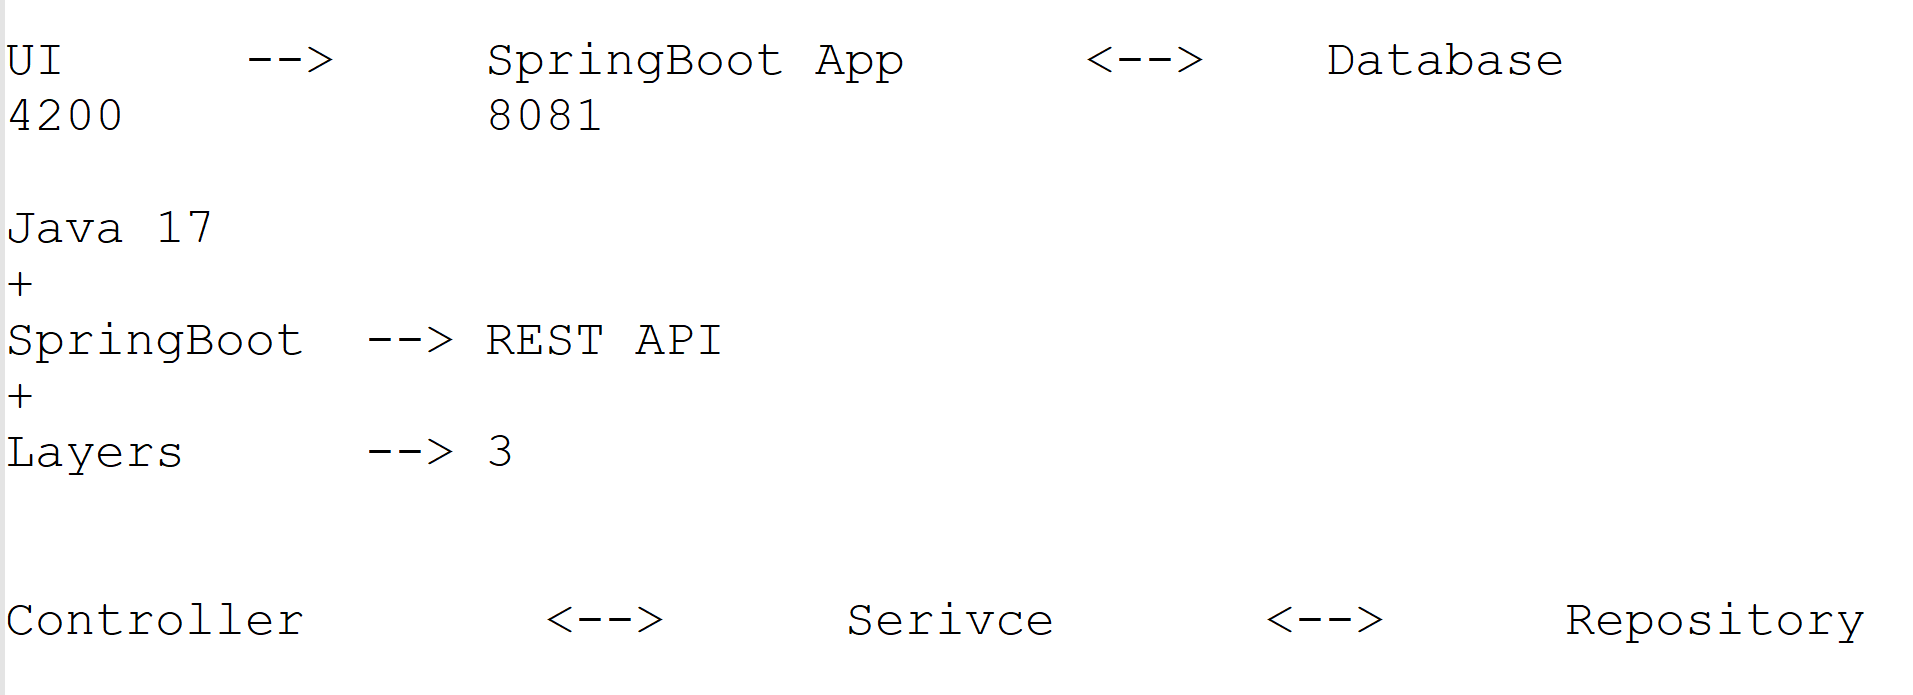 UI --> SpringBoot App <--> Database
4200 8081
Java 17
+
SpringBoot --> REST API
+
Layers --> 3
Controller <--> Serivce <--> Repository